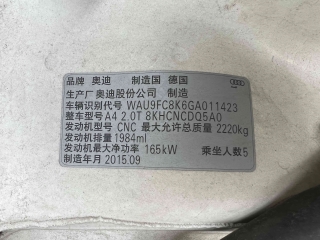 品牌 奥迪 制造国 德国
生产厂 奥迪股份公司 制造
车辆识别代号 WAU9FC8K6GA011423
整车型号 A4 2.0T 8KHCNCDQ5A0
发动机型号 CNC 最大允许总质量 2220kg
发动机排量 1984ml
发动机最大净功率 165kW 乘坐人数 5
制造年月 2015.09